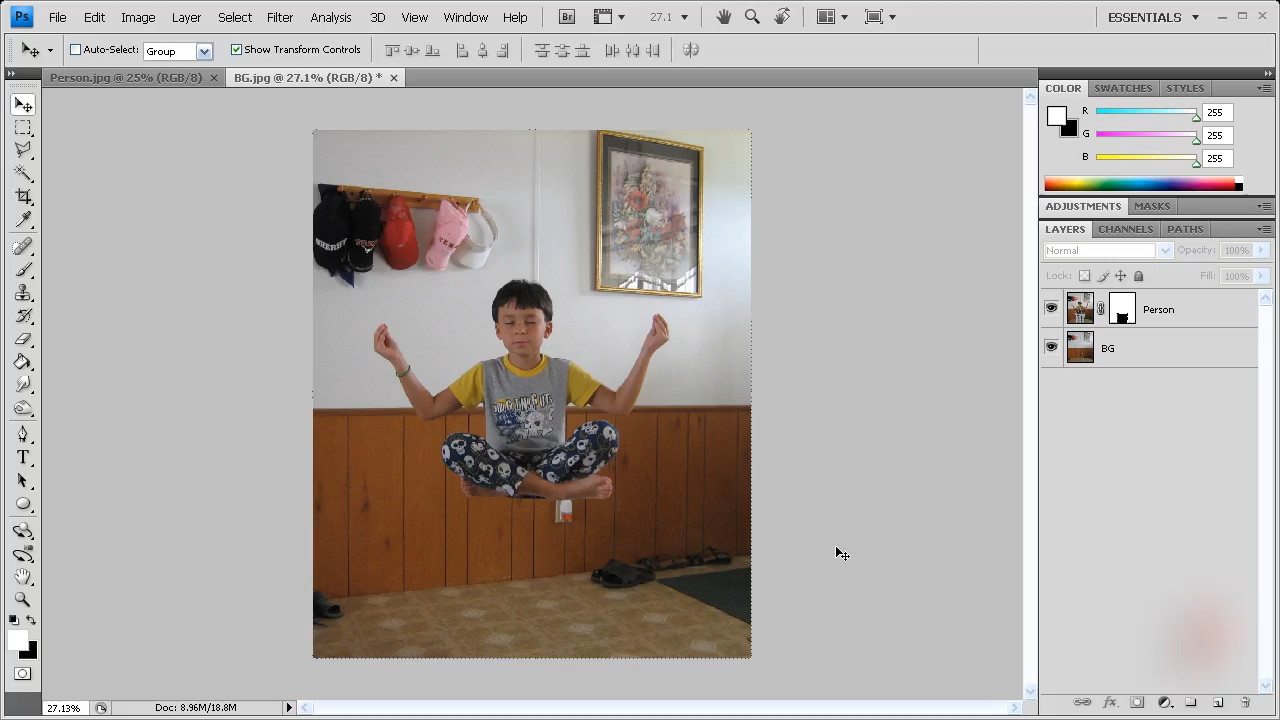 Ps File Edit Image Layer Select Filter Analysis 3D View Window Help Br 27.1 ESSENTIALS
Auto-Select: Group Show Transform Controls
Person.jpg @ 25% (RGB/8) × BG.jpg @ 27.1% (RGB/8) * ×
COLOR SWATCHES STYLES
R 255
G 255
B 255
ADJUSTMENTS MASKS
LAYERS CHANNELS PATHS
Normal Opacity: 100%
Lock: Fill: 100%
Person
BG
27.13% Doc: 8.96M/18.8M